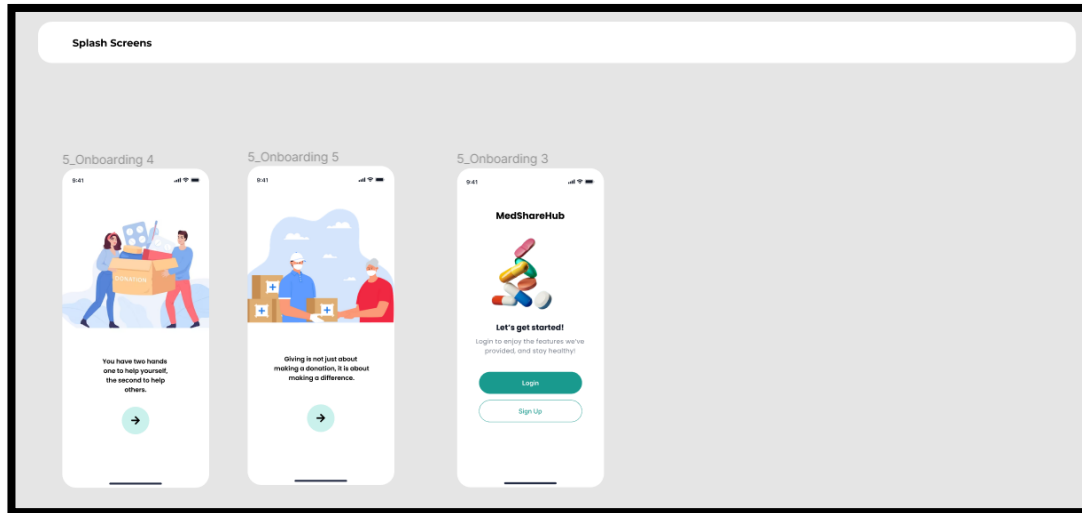 Splash Screens
5_Onboarding 4
9:41
DONATION
You have two hands
one to help yourself,
the second to help
others.
5_Onboarding 5
9:41
Giving is not just about
making a donation, it is about
making a difference.
5_Onboarding 3
9:41
MedShareHub
Let's get started!
Login to enjoy the features we've
provided, and stay healthy!
Login
Sign Up